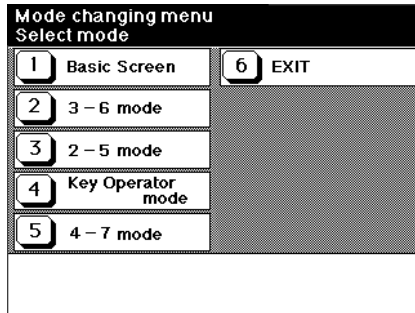 Mode changing menu
Select mode
1 Basic Screen
2 3 – 6 mode
3 2 – 5 mode
4 Key Operator
mode
5 4 – 7 mode
6 EXIT